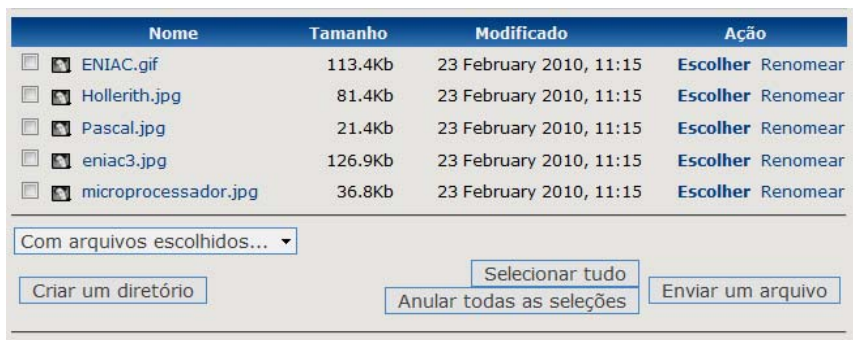 Nome Tamanho Modificado Ação
ENIAC.gif 113.4Kb 23 February 2010, 11:15 Escolher Renomear
Hollerith.jpg 81.4Kb 23 February 2010, 11:15 Escolher Renomear
Pascal.jpg 21.4Kb 23 February 2010, 11:15 Escolher Renomear
eniac3.jpg 126.9Kb 23 February 2010, 11:15 Escolher Renomear
microprocessador.jpg 36.8Kb 23 February 2010, 11:15 Escolher Renomear
Com arquivos escolhidos...
Criar um diretório
Selecionar tudo
Anular todas as seleções
Enviar um arquivo